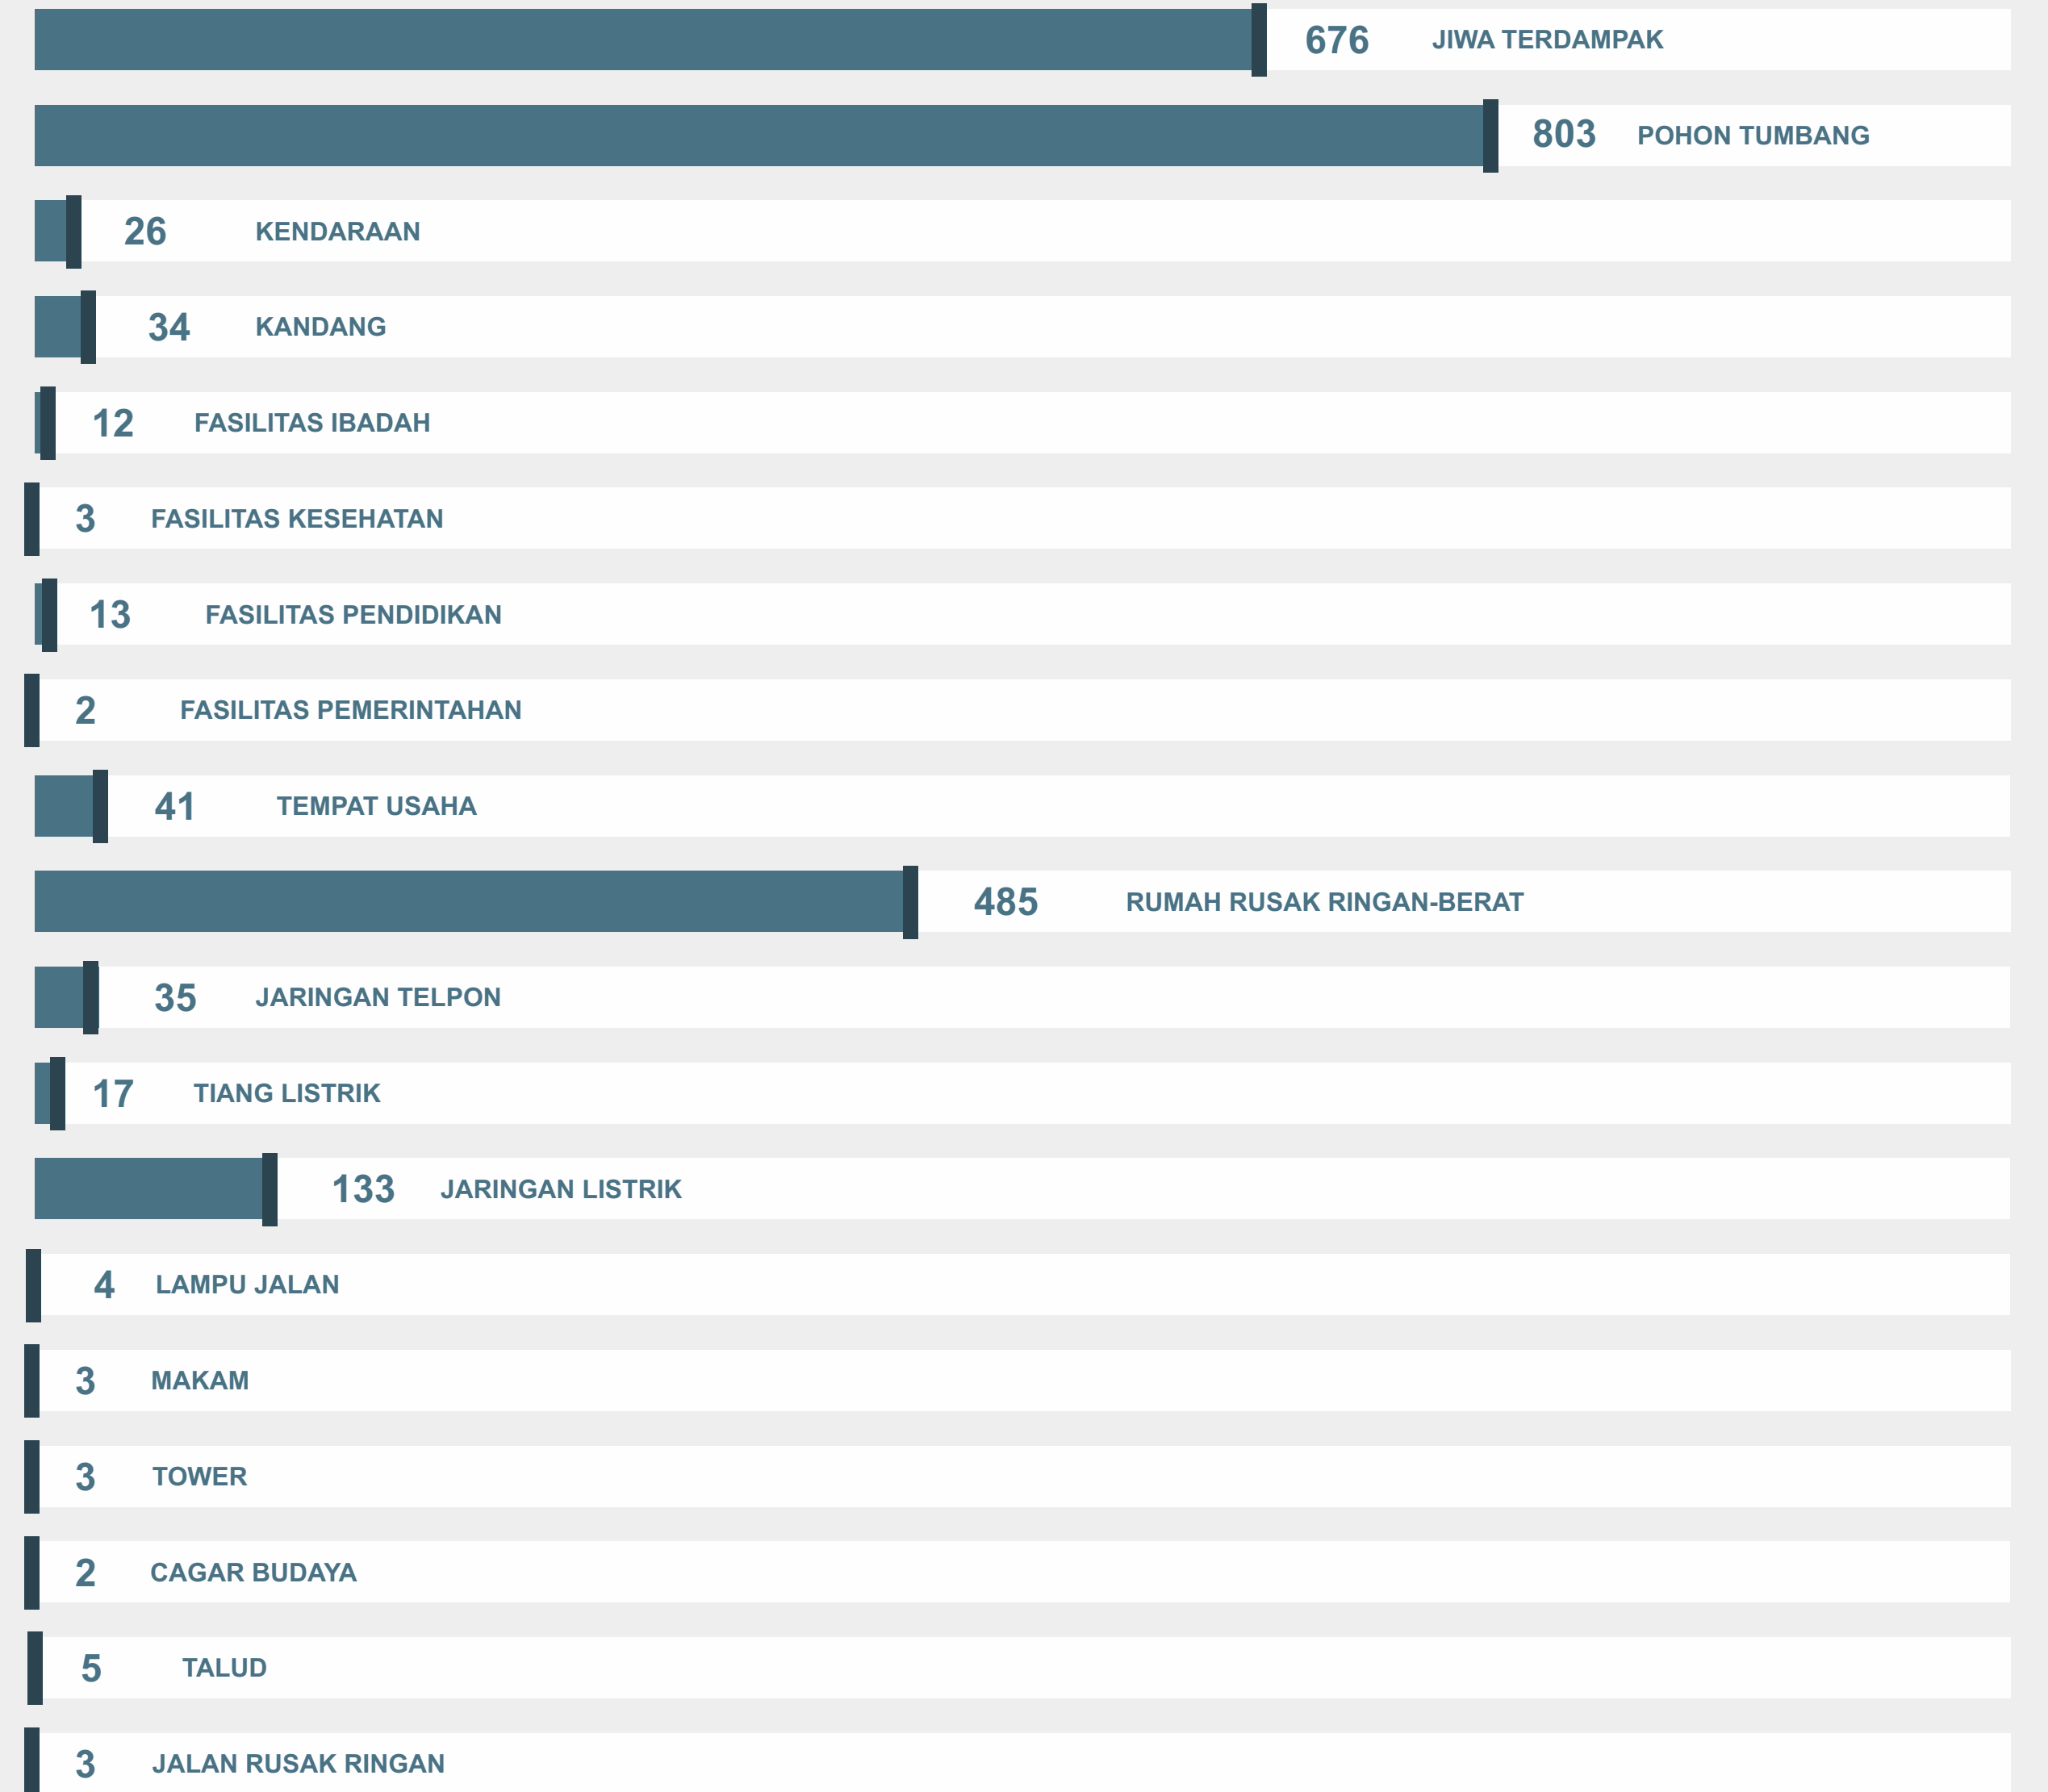 676 JIWA TERDAMPAK
803 POHON TUMBANG
26 KENDARAAN
34 KANDANG
12 FASILITAS IBADAH
3 FASILITAS KESEHATAN
13 FASILITAS PENDIDIKAN
2 FASILITAS PEMERINTAHAN
41 TEMPAT USAHA
485 RUMAH RUSAK RINGAN-BERAT
35 JARINGAN TELPON
17 TIANG LISTRIK
133 JARINGAN LISTRIK
4 LAMPU JALAN
3 MAKAM
3 TOWER
2 CAGAR BUDAYA
5 TALUD
3 JALAN RUSAK RINGAN